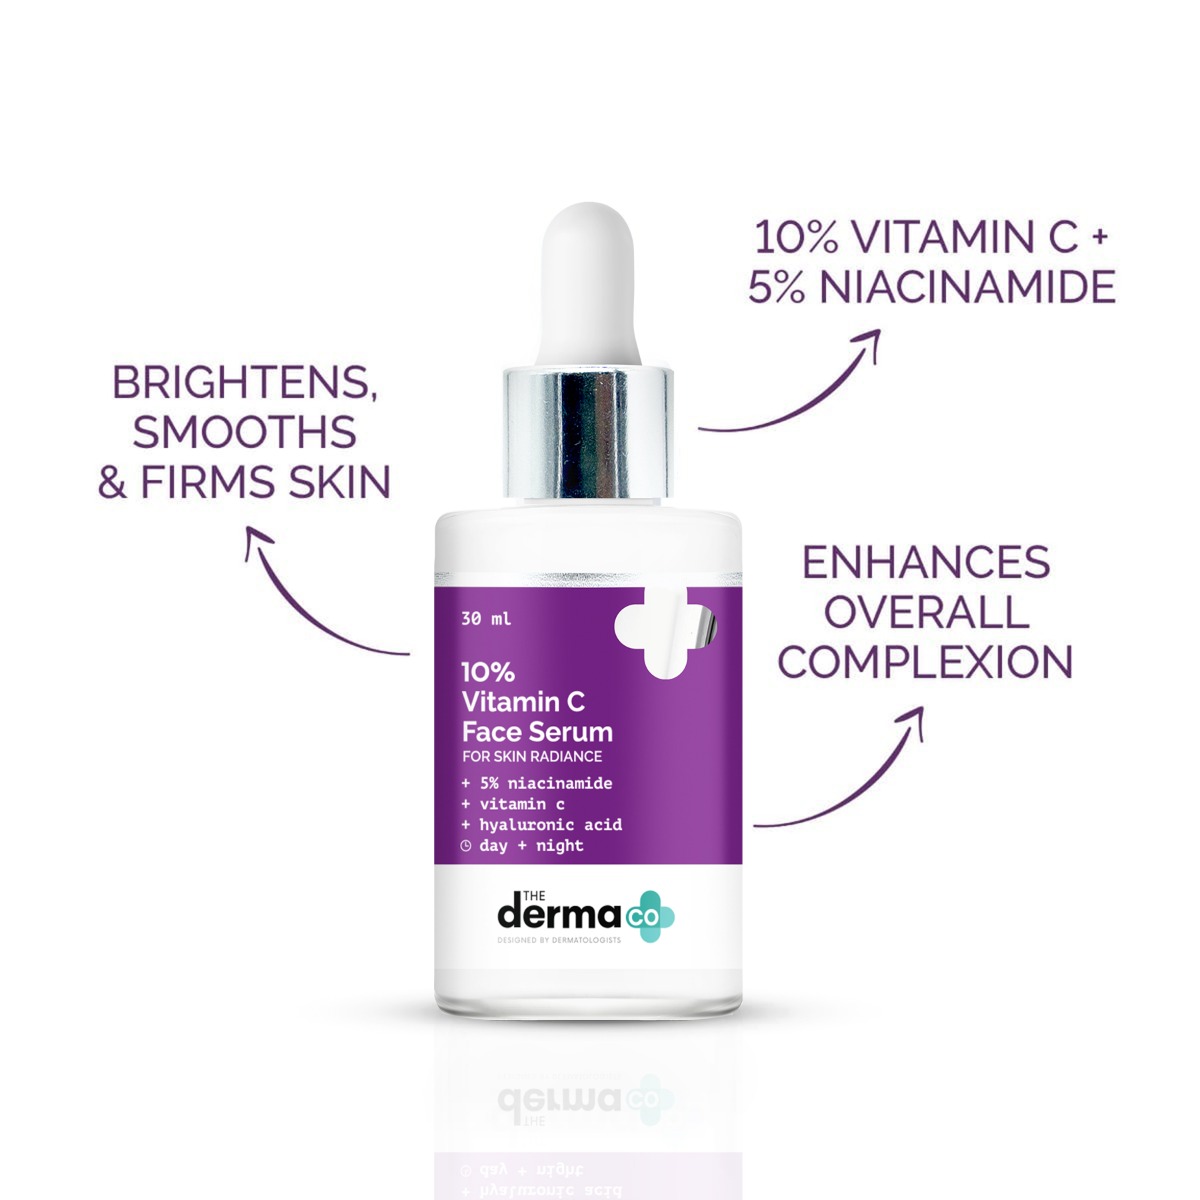 10% VITAMIN C +
5% NIACINAMIDE
BRIGHTENS,
SMOOTHS
& FIRMS SKIN
ENHANCES
OVERALL
COMPLEXION
30 ml
10%
Vitamin C
Face Serum
FOR SKIN RADIANCE
+ 5% niacinamide
+ vitamin c
+ hyaluronic acid
day + night
THE
derma co
DESIGNED BY DERMATOLOGISTS